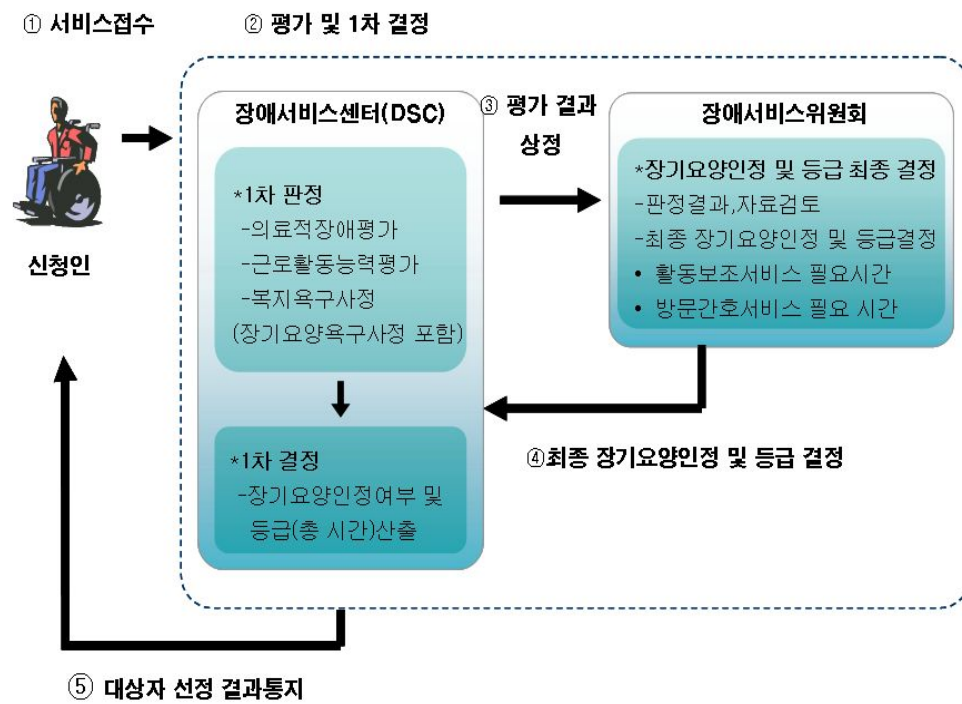 ① 서비스접수
② 평가 및 1차 결정
신청인
장애서비스센터(DSC)
*1차 판정
-의료적장애평가
-근로활동능력평가
-복지욕구사정
(장기요양욕구사정 포함)
*1차 결정
-장기요양인정여부 및
등급(총 시간)산출
③ 평가 결과
상정
장애서비스위원회
*장기요양인정 및 등급 최종 결정
-판정결과,자료검토
-최종 장기요양인정 및 등급결정
• 활동보조서비스 필요시간
• 방문간호서비스 필요 시간
④최종 장기요양인정 및 등급 결정
⑤ 대상자 선정 결과통지